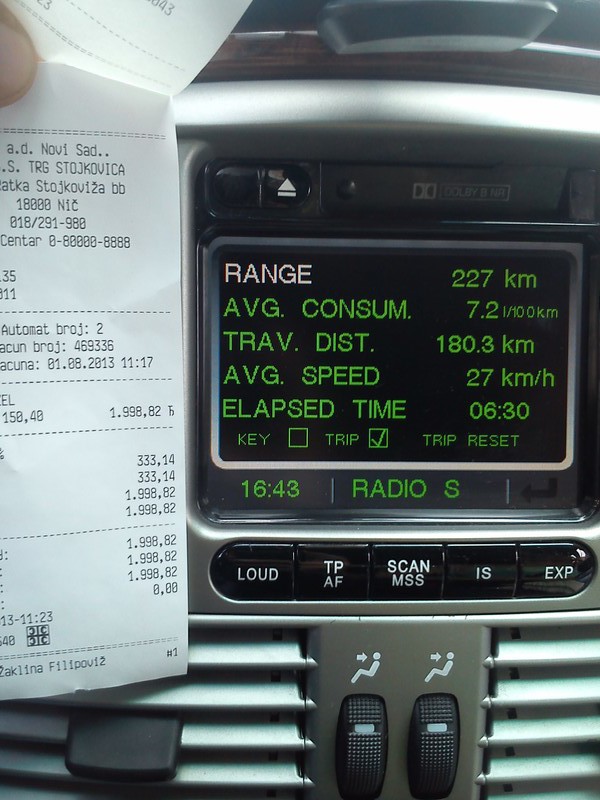 a.d. Novi Sad..
.S. TRG STOJKOVICA
atka Stojkoviža bb
18000 Nič
018/291-980
Centar 0-80000-8888
.35
011
Automat broj: 2
acun broj: 469336
acuna: 01.08.2013 11:17
ZEL
150,40 1.998,82 Ђ
%
333,14
333,14
1.998,82
1.998,82
1.998,82
1.998,82
1.998,82
0,00
13-11:23
640
Žaklina Filipoviž #1
DOLBY B NR
RANGE 227 km
AVG. CONSUM. 7.2 l/100km
TRAV. DIST. 180.3 km
AVG. SPEED 27 km/h
ELAPSED TIME 06:30
KEY TRIP TRIP RESET
16:43 RADIO S
LOUD TP AF SCAN MSS IS EXP